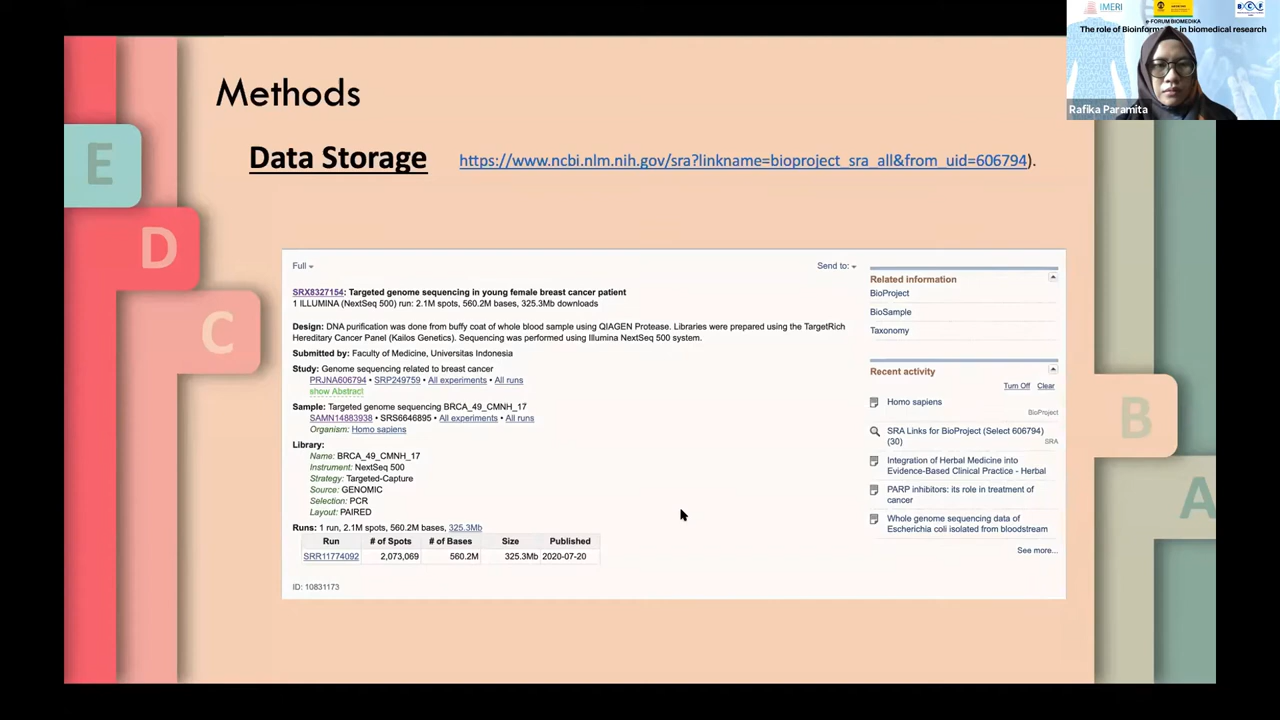 IMERI
e-FORUM BIOMEDIKA
The role of Bioinformatics in biomedical research
Rafika Paramita
Methods
Data Storage https://www.ncbi.nlm.nih.gov/sra?linkname=bioproject_sra_all&from_uid=606794).
E
D
C
B
A
Full
Send to:
SRX8327154: Targeted genome sequencing in young female breast cancer patient
1 ILLUMINA (NextSeq 500) run: 2.1M spots, 560.2M bases, 325.3Mb downloads
Design: DNA purification was done from buffy coat of whole blood sample using QIAGEN Protease. Libraries were prepared using the TargetRich
Hereditary Cancer Panel (Kailos Genetics). Sequencing was performed using Illumina NextSeq 500 system.
Submitted by: Faculty of Medicine, Universitas Indonesia
Study: Genome sequencing related to breast cancer
PRJNA606794 • SRP249759 • All experiments • All runs
show Abstract
Sample: Targeted genome sequencing BRCA_49_CMNH_17
SAMN14883938 • SRS6646895 • All experiments • All runs
Organism: Homo sapiens
Library:
Name: BRCA_49_CMNH_17
Instrument: NextSeq 500
Strategy: Targeted-Capture
Source: GENOMIC
Selection: PCR
Layout: PAIRED
Runs: 1 run, 2.1M spots, 560.2M bases, 325.3Mb
Run # of Spots # of Bases Size Published
SRR11774092 2,073,069 560.2M 325.3Mb 2020-07-20
ID: 10831173
Related information
BioProject
BioSample
Taxonomy
Recent activity
Turn Off Clear
Homo sapiens
BioProject
SRA Links for BioProject (Select 606794)
(30)
SRA
Integration of Herbal Medicine into
Evidence-Based Clinical Practice - Herbal
PARP inhibitors: its role in treatment of
cancer
Whole genome sequencing data of
Escherichia coli isolated from bloodstream
See more...